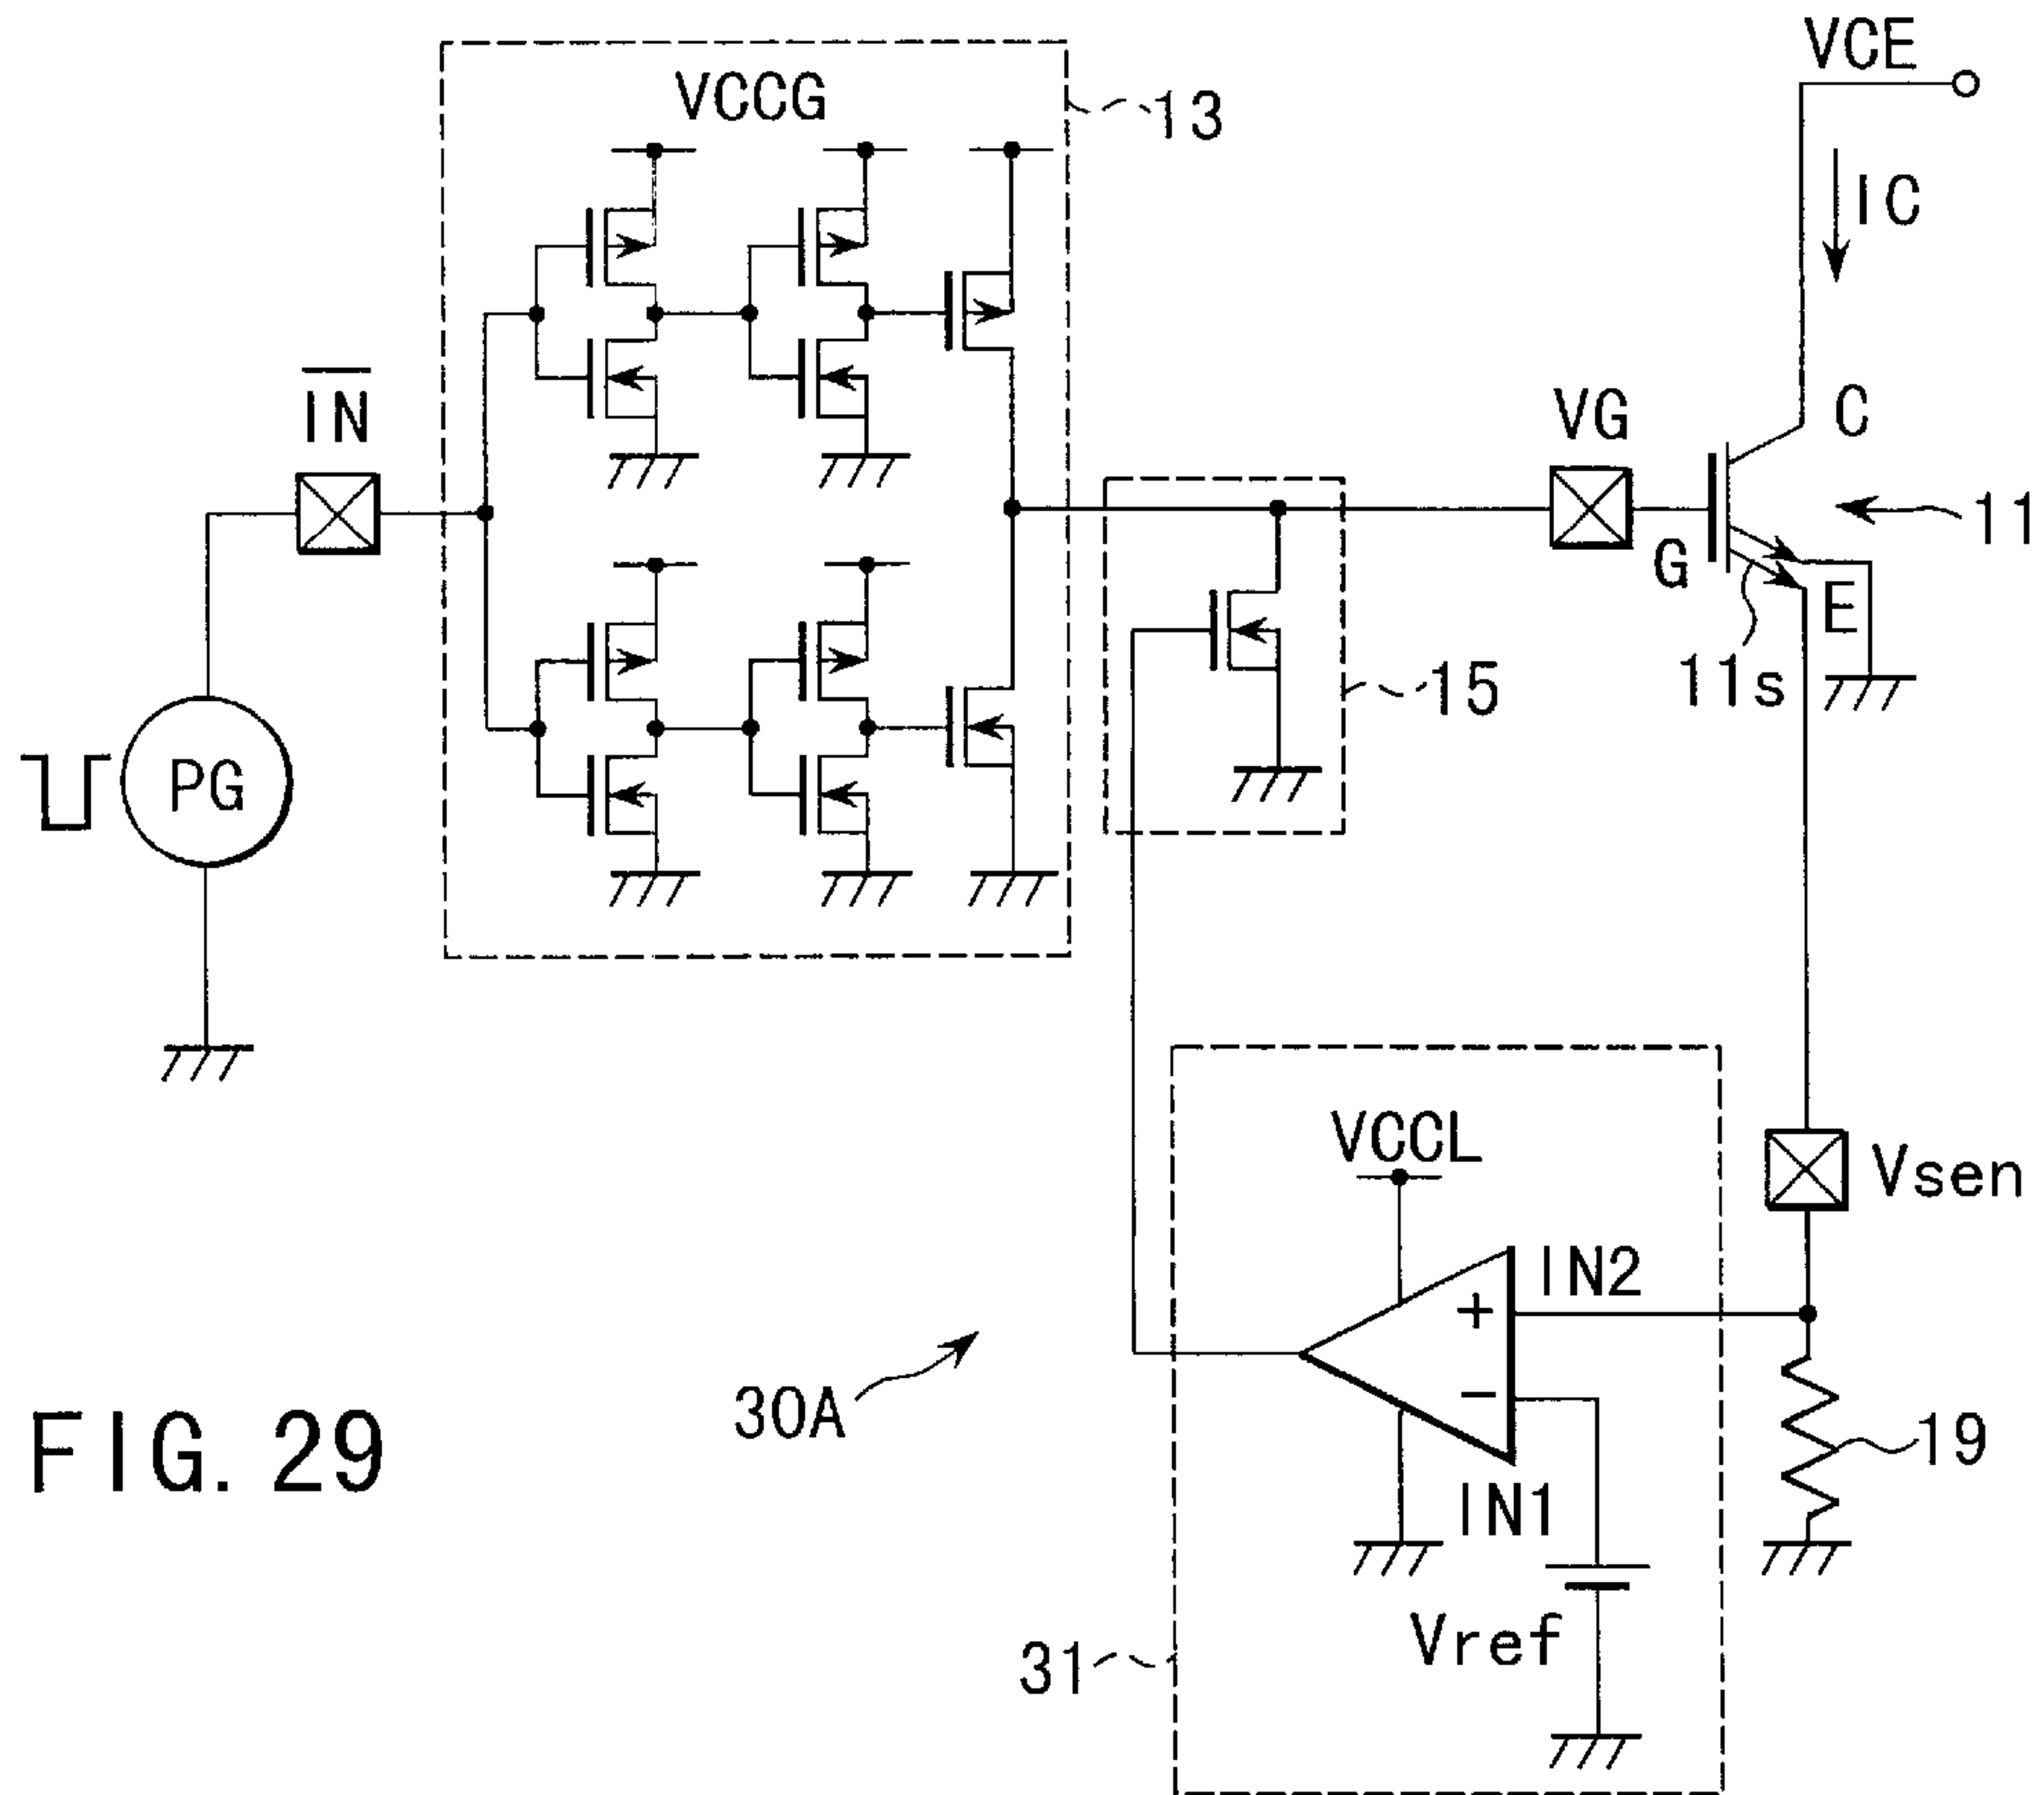 VCE
VCCG
13
IC
IN
VG
C
11
G
E
11s
15
PG
VCCL
Vsen
IN2
+
30A
−
19
FIG. 29
IN1
Vref
31